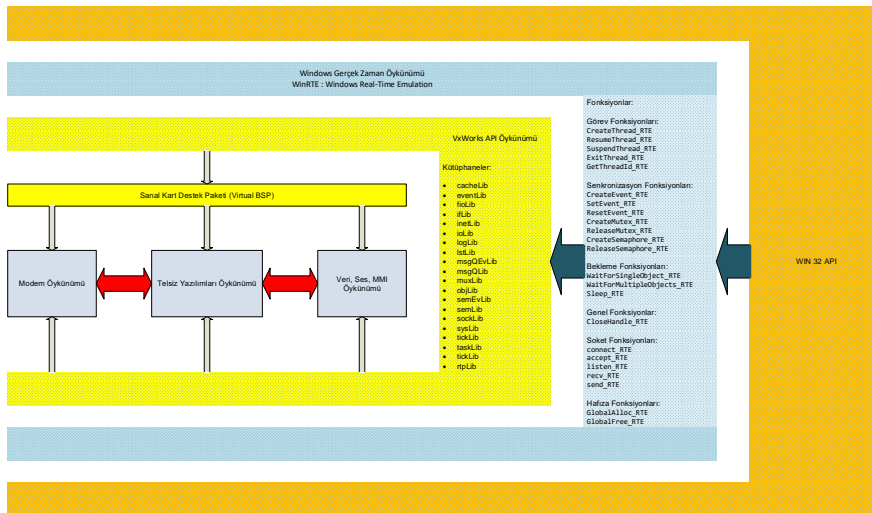 Windows Gerçek Zaman Öykünümü
WinRTE : Windows Real-Time Emulation
VxWorks API Öykünümü
Kütüphaneler:
• cacheLib
• eventLib
• fioLib
• ifLib
• inetLib
• ioLib
• logLib
• lstLib
• msgQEvLib
• msgQLib
• muxLib
• objLib
• semEvLib
• semLib
• sockLib
• sysLib
• tickLib
• taskLib
• tickLib
• rtpLib
Sanal Kart Destek Paketi (Virtual BSP)
Modem Öykünümü
Telsiz Yazılımları Öykünümü
Veri, Ses, MMI
Öykünümü
Fonksiyonlar:
Görev Fonksiyonları:
CreateThread_RTE
ResumeThread_RTE
SuspendThread_RTE
ExitThread_RTE
GetThreadId_RTE
Senkronizasyon Fonksiyonları:
CreateEvent_RTE
SetEvent_RTE
ResetEvent_RTE
CreateMutex_RTE
ReleaseMutex_RTE
CreateSemaphore_RTE
ReleaseSemaphore_RTE
Bekleme Fonksiyonları:
WaitForSingleObject_RTE
WaitForMultipleObjects_RTE
Sleep_RTE
Genel Fonksiyonlar:
CloseHandle_RTE
Soket Fonksiyonları:
connect_RTE
accept_RTE
listen_RTE
recv_RTE
send_RTE
Hafıza Fonksiyonları:
GlobalAlloc_RTE
GlobalFree_RTE
WIN 32 API